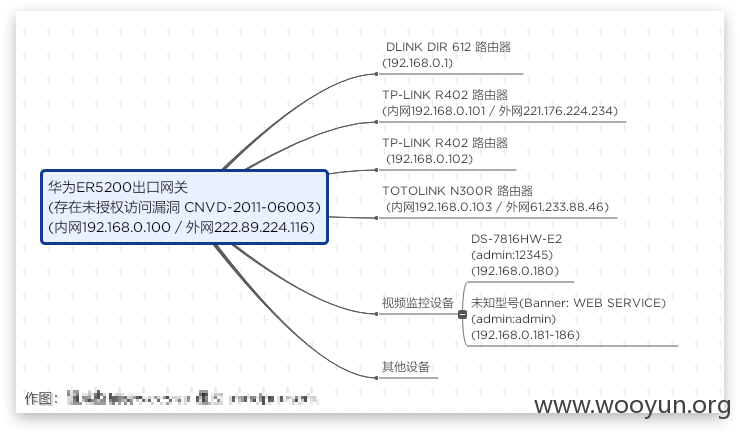 DLINK DIR 612 路由器
(192.168.0.1)
TP-LINK R402 路由器
(内网192.168.0.101 / 外网221.176.224.234)
TP-LINK R402 路由器
(192.168.0.102)
华为ER5200出口网关
(存在未授权访问漏洞 CNVD-2011-06003)
(内网192.168.0.100 / 外网222.89.224.116)
TOTOLINK N300R 路由器
(内网192.168.0.103 / 外网61.233.88.46)
DS-7816HW-E2
(admin:12345)
(192.168.0.180)
视频监控设备
未知型号(Banner: WEB SERVICE)
(admin:admin)
(192.168.0.181-186)
其他设备
作图：
www.wooyun.org